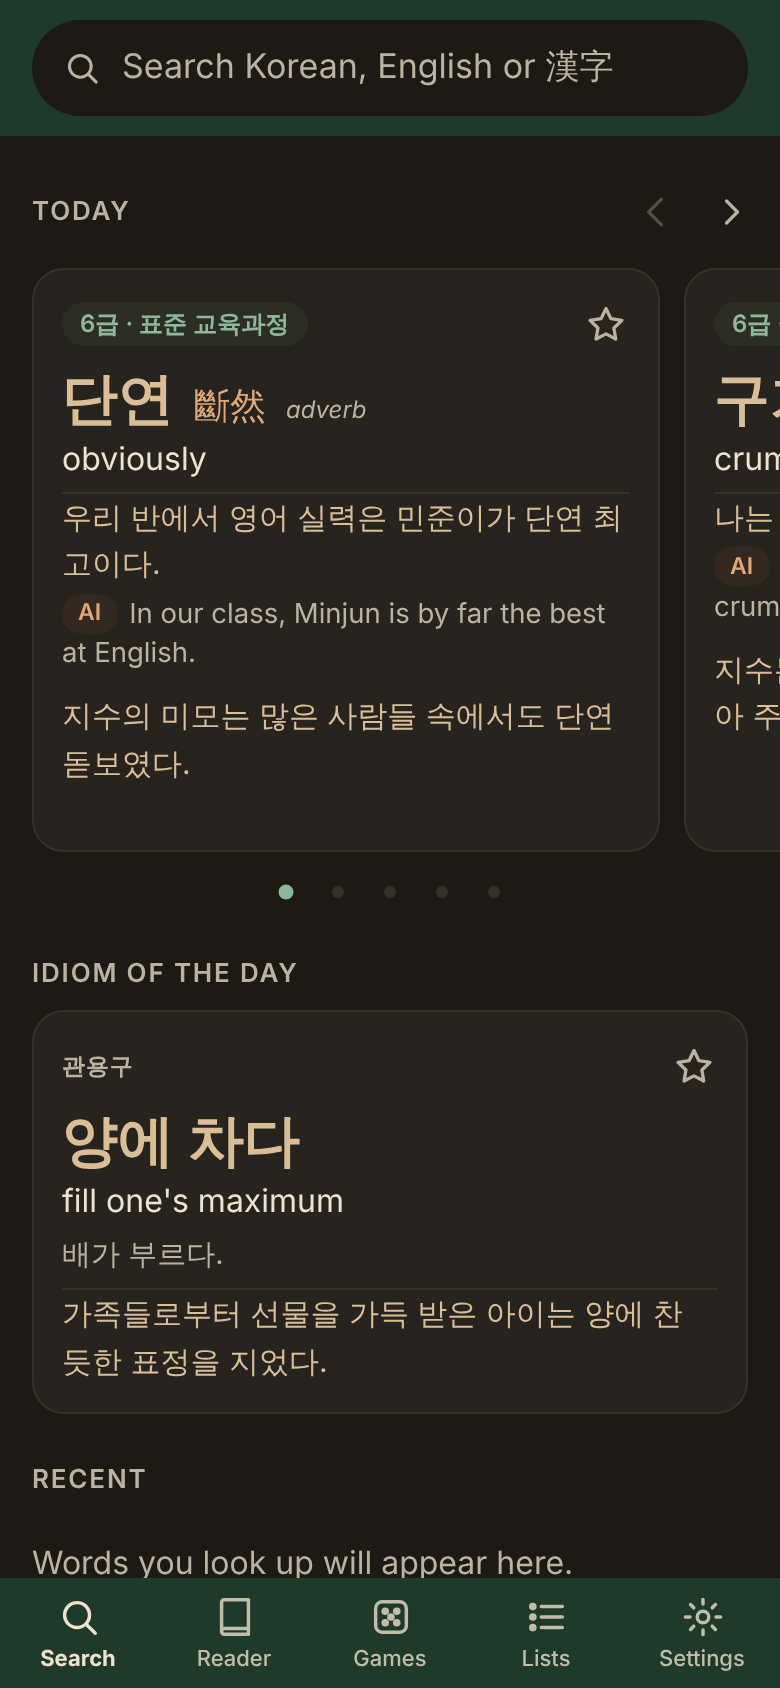 Search Korean, English or 漢字
TODAY
6급 · 표준 교육과정
단연 斷然 adverb
obviously
우리 반에서 영어 실력은 민준이가 단연 최
고이다.
AI In our class, Minjun is by far the best
at English.
지수의 미모는 많은 사람들 속에서도 단연
돋보였다.
6급
crum
나는
AI
crum
아 주
IDIOM OF THE DAY
관용구
양에 차다
fill one's maximum
배가 부르다.
가족들로부터 선물을 가득 받은 아이는 양에 찬
듯한 표정을 지었다.
RECENT
Words you look up will appear here.
Search
Reader
Games
Lists
Settings